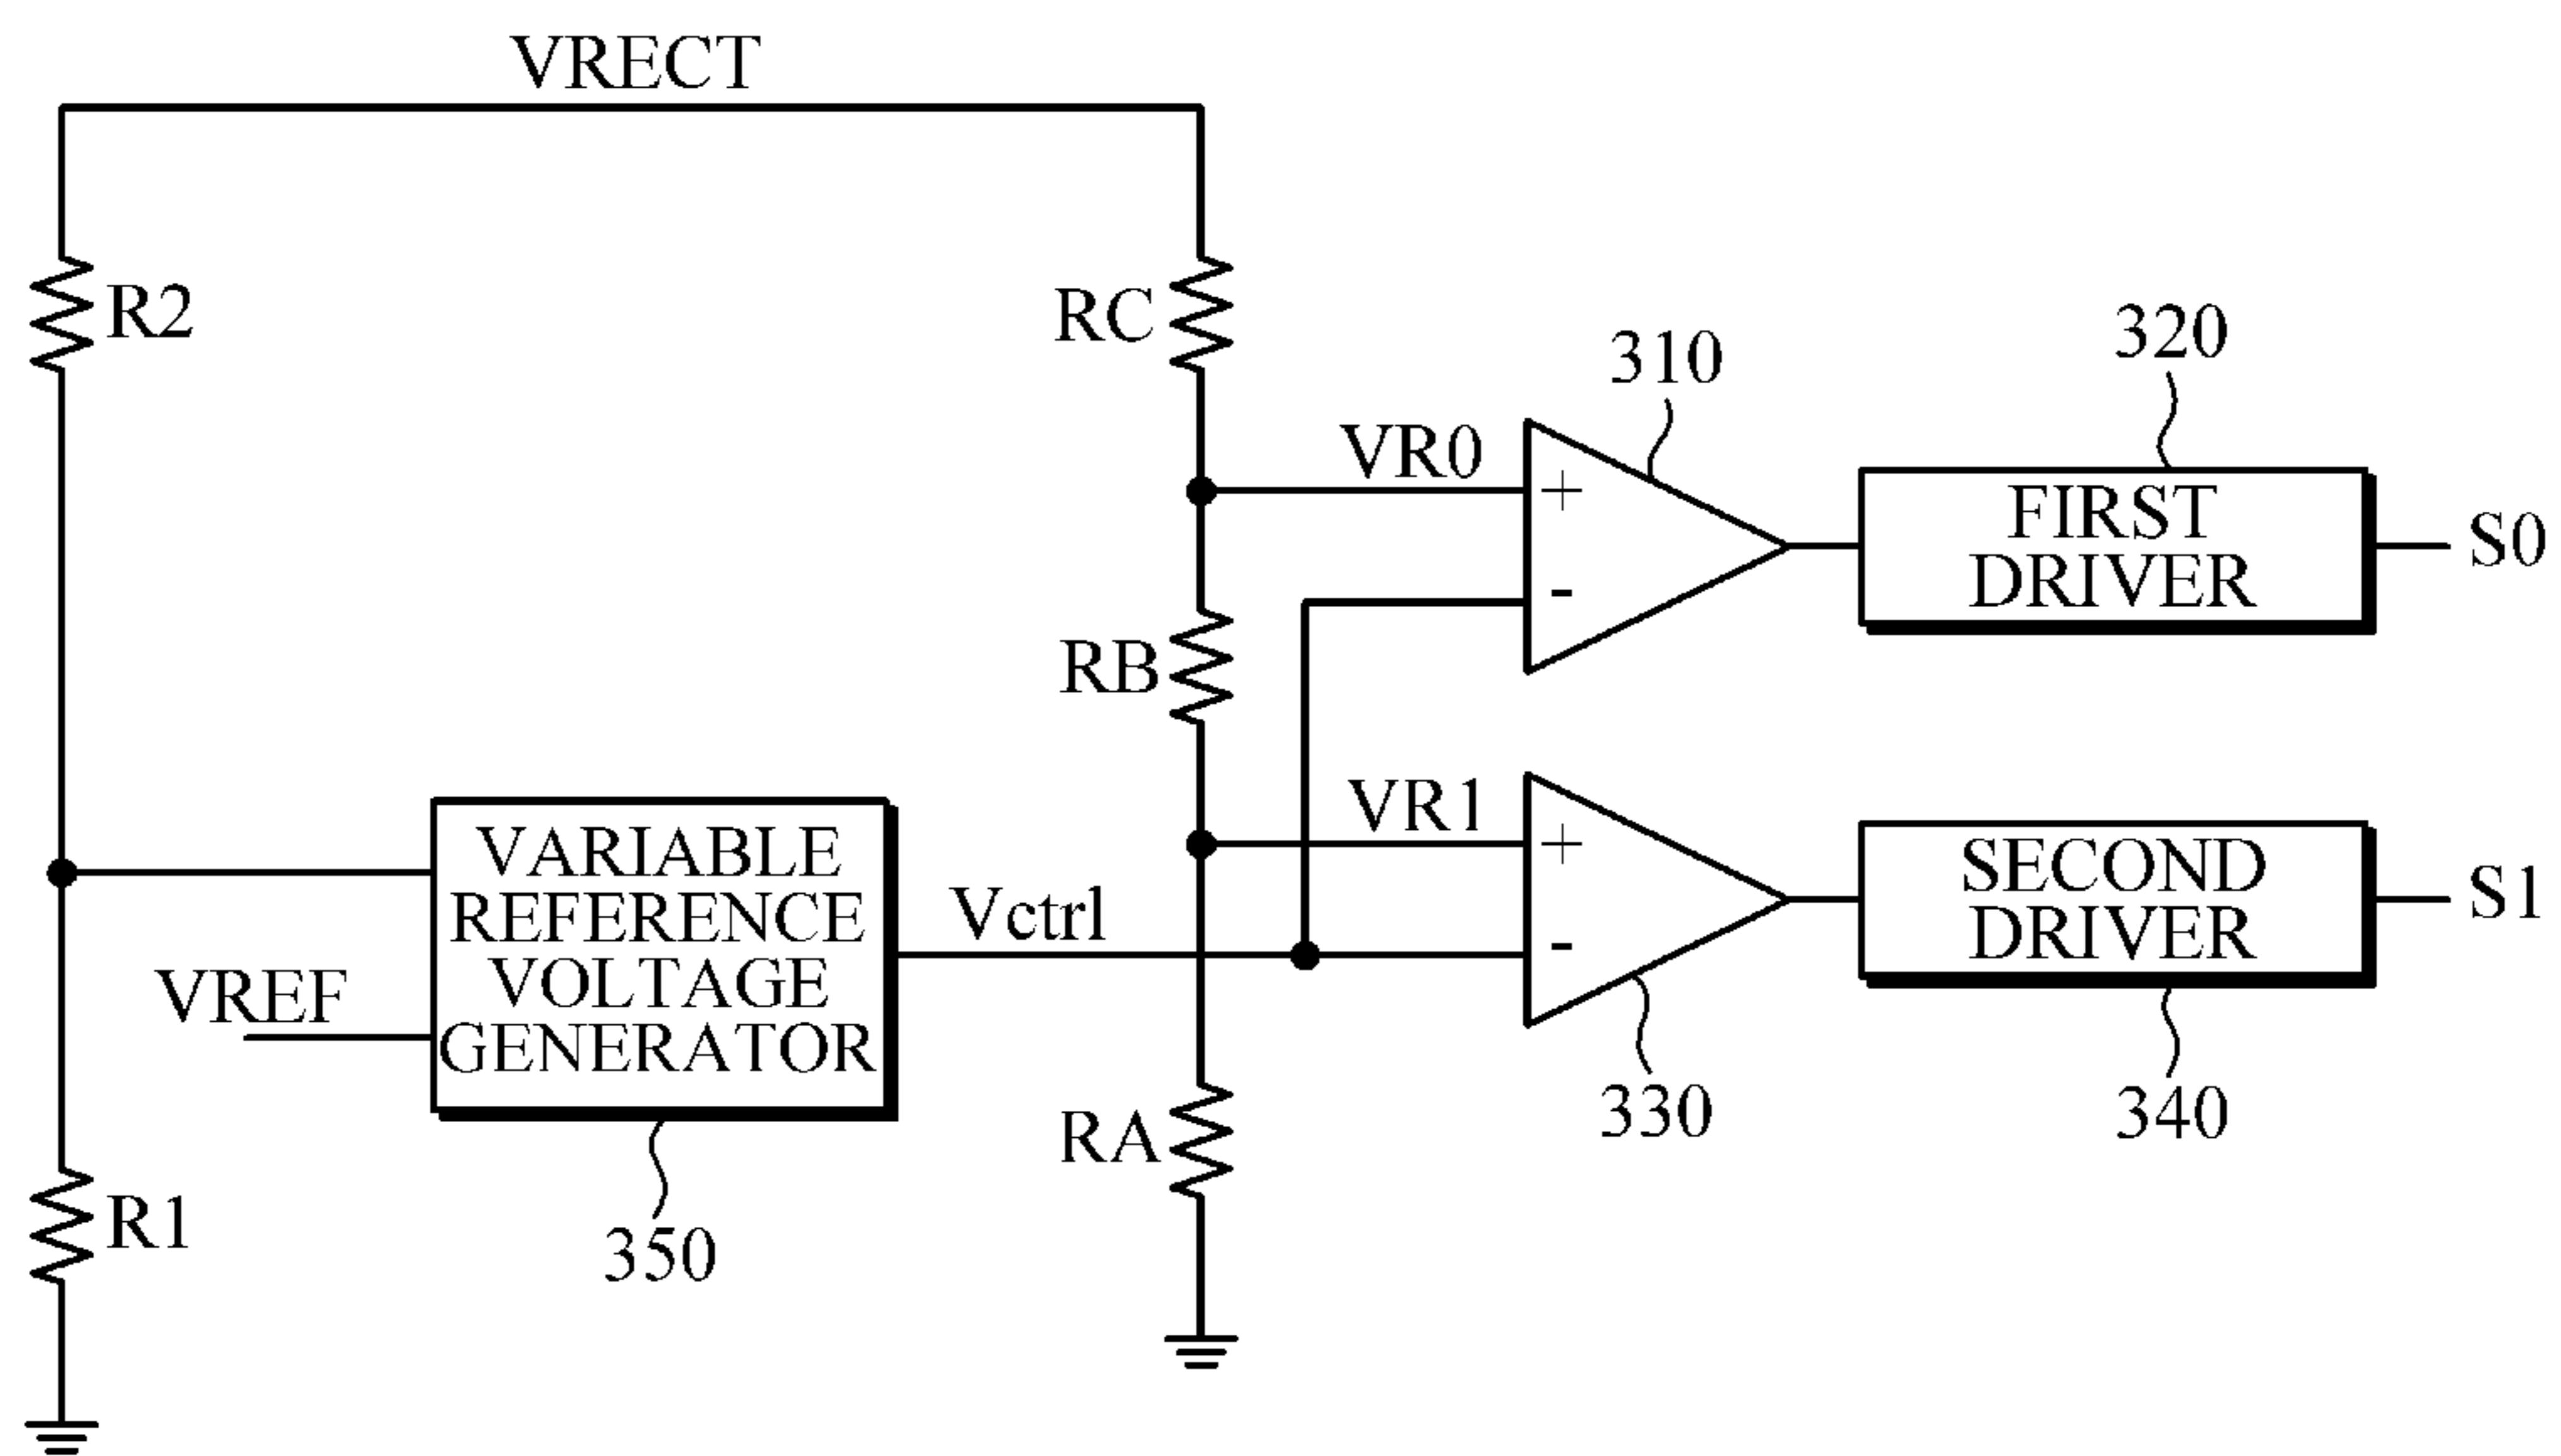 VRECT
R2
RC
310
320
VR0
+
-
FIRST
DRIVER
S0
RB
VR1
+
-
SECOND
DRIVER
S1
VARIABLE
REFERENCE
VOLTAGE
GENERATOR
Vctrl
VREF
330
340
RA
R1
350